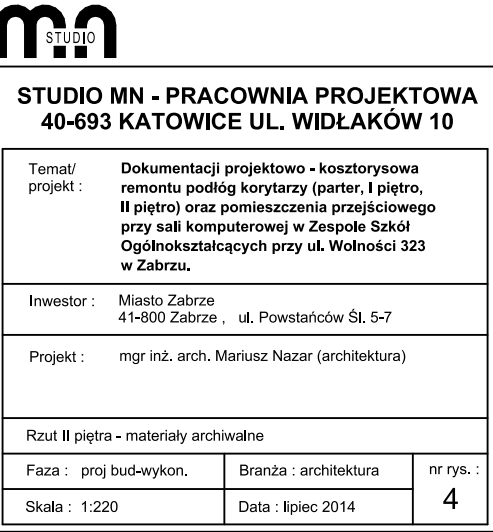 mn
STUDIO
STUDIO MN - PRACOWNIA PROJEKTOWA
40-693 KATOWICE UL. WIDŁAKÓW 10
Temat/
projekt :
Dokumentacji projektowo - kosztorysowa
remontu podłóg korytarzy (parter, I piętro,
II piętro) oraz pomieszczenia przejściowego
przy sali komputerowej w Zespole Szkół
Ogólnokształcących przy ul. Wolności 323
w Zabrzu.
Inwestor : Miasto Zabrze
41-800 Zabrze , ul. Powstańców Śl. 5-7
Projekt : mgr inż. arch. Mariusz Nazar (architektura)
Rzut II piętra - materiały archiwalne
Faza : proj bud-wykon. Branża : architektura nr rys. :
Skala : 1:220 Data : lipiec 2014 4